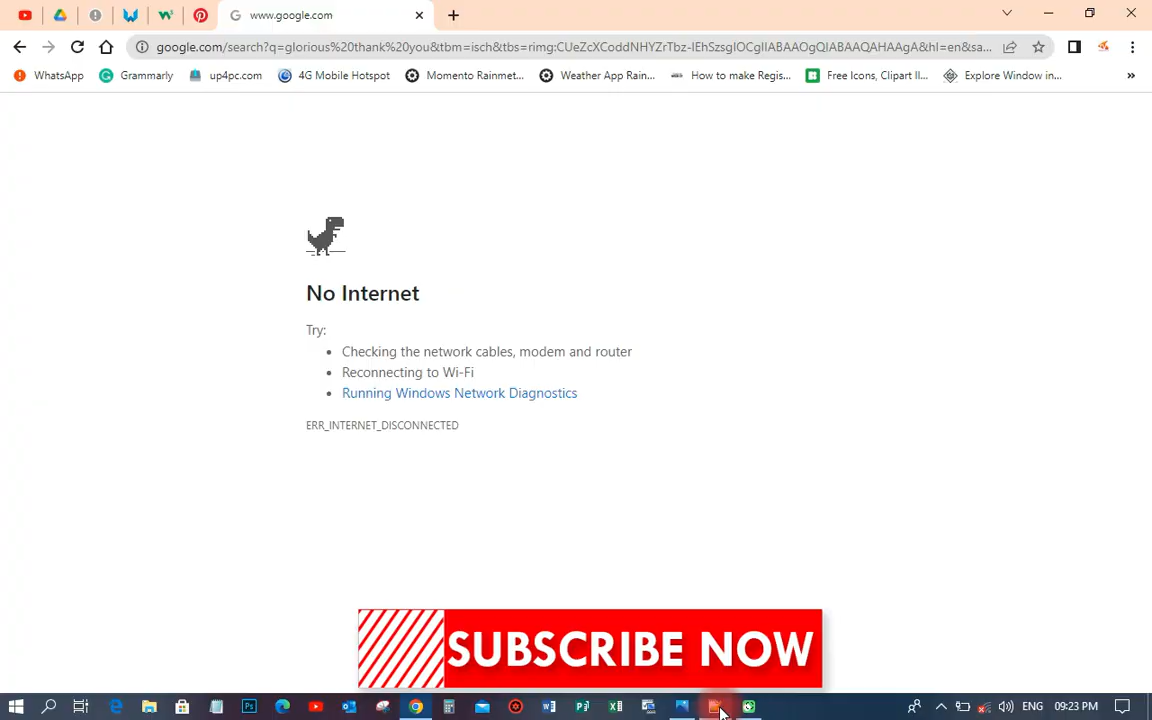 www.google.com
google.com/search?q=glorious%20thank%20you&tbm=isch&tbs=rimg:CUeZcXCoddNHYZrTbz-IEhSzsgIOCgIIABAAOgQIABAAQAHAAgA&hl=en&sa...
WhatsApp Grammarly up4pc.com 4G Mobile Hotspot Momento Rainmet... Weather App Rain... How to make Regis... Free Icons, Clipart Il... Explore Window in... »
No Internet
Try:
• Checking the network cables, modem and router
• Reconnecting to Wi-Fi
• Running Windows Network Diagnostics
ERR_INTERNET_DISCONNECTED
SUBSCRIBE NOW
ENG 09:23 PM